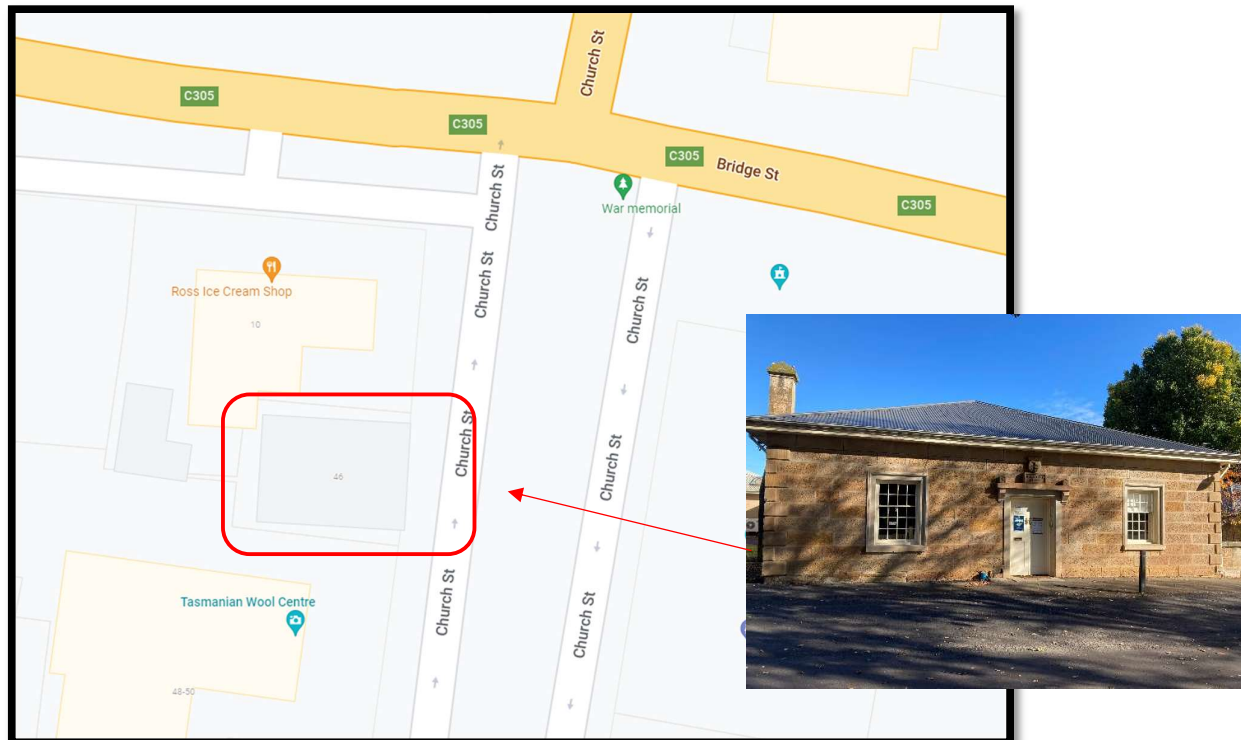 Church St
C305
C305
C305
Bridge St
C305
War memorial
Church St
Ross Ice Cream Shop
10
Church St
Church St
Church St
46
Church St
Church St
Tasmanian Wool Centre
Church St
48-50